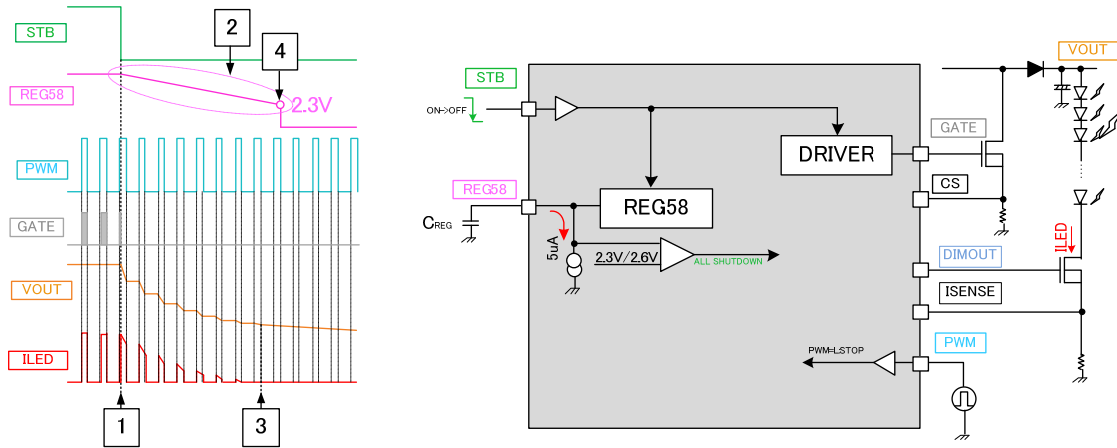 STB
2
4
REG58
2.3V
PWM
GATE
VOUT
ILED
1
3
VOUT
STB
ON->OFF
GATE
DRIVER
CS
REG58
REG58
CREG
5uA
2.3V/2.6V
ALL SHUTDOWN
ILED
DIMOUT
ISENSE
PWM=L:STOP
PWM